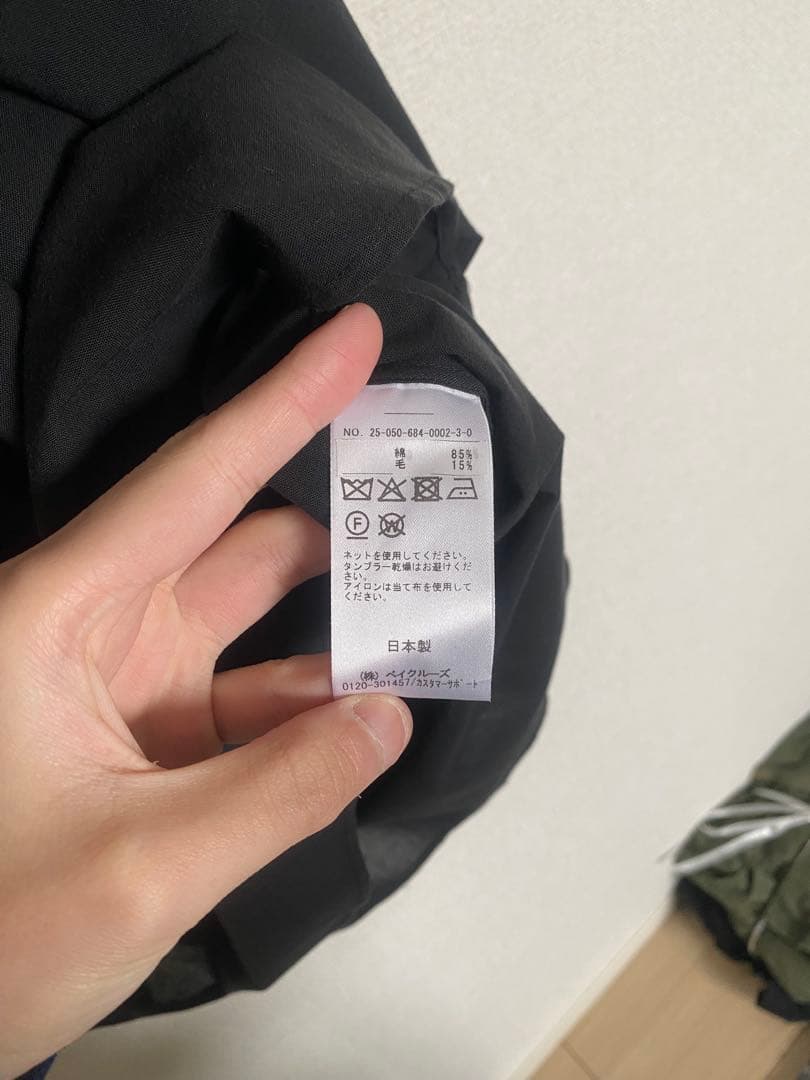 NO. 25-050-684-0002-3-0
綿 85%
毛 15%
F
W
ネットを使用してください。
タンブラー乾燥はお避けくだ
さい。
アイロンは当て布を使用して
ください。
日本製
(株) ベイクルーズ
0120-301457/カスタマーサポート